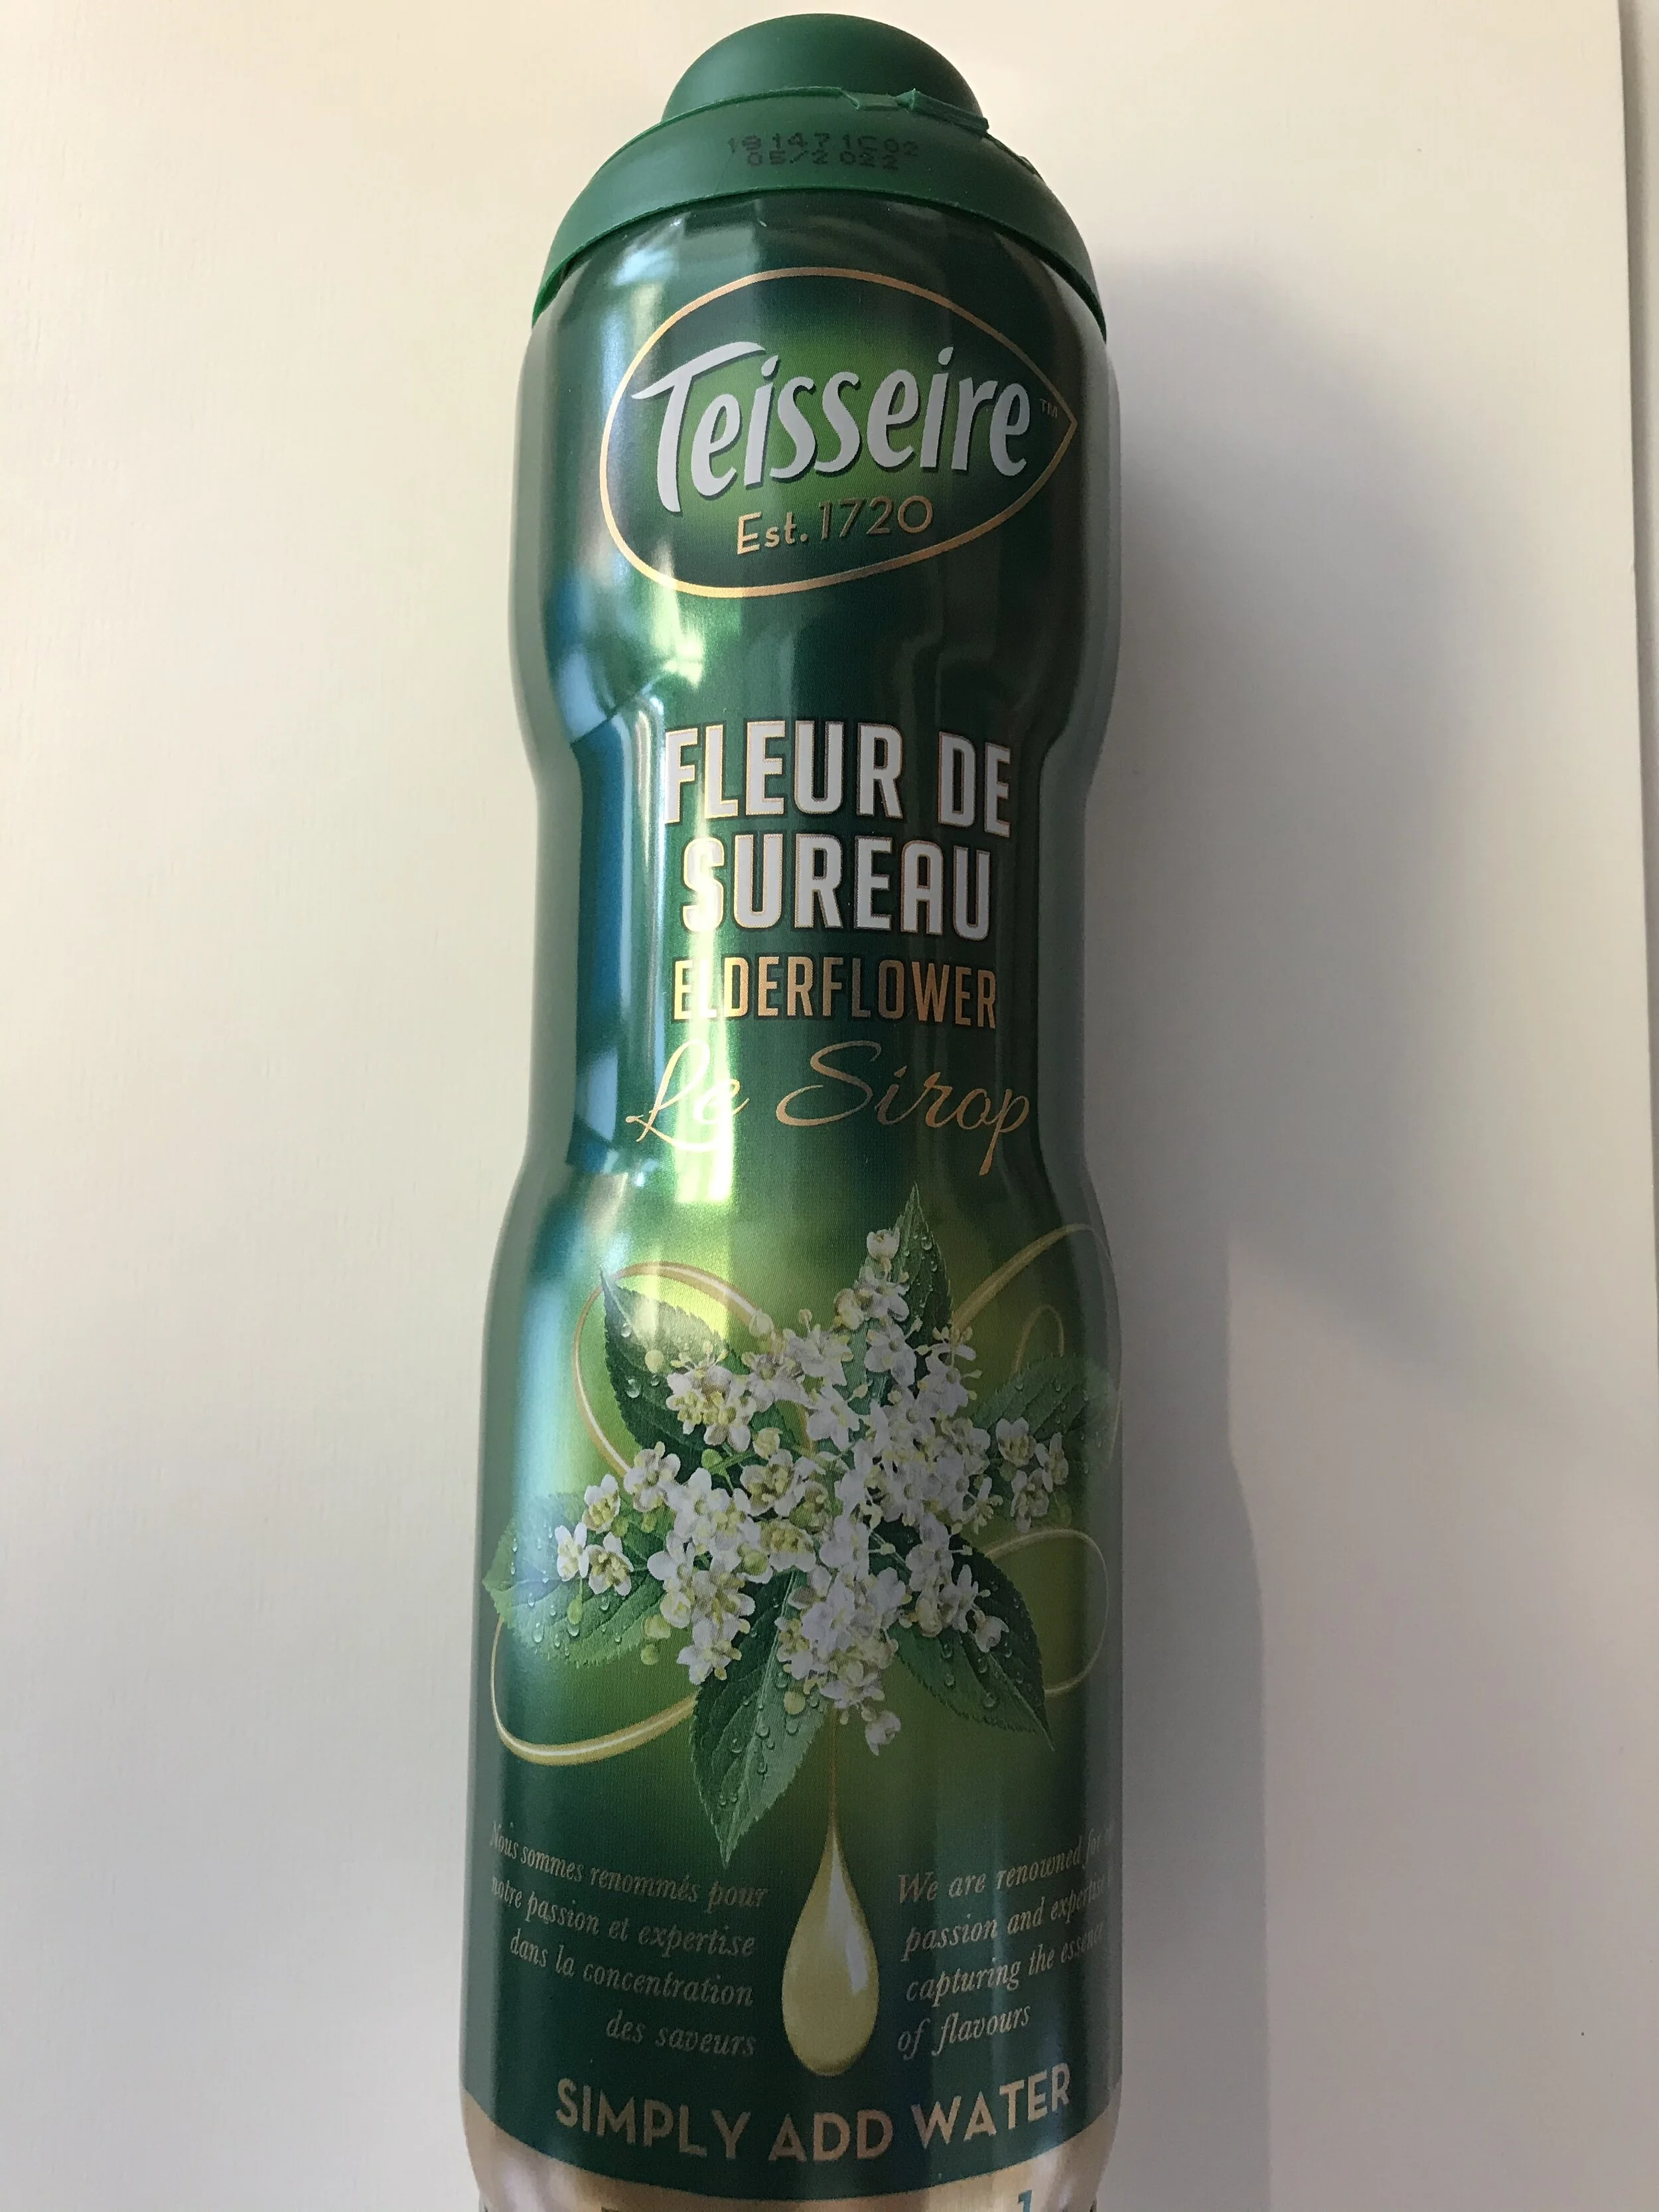 191471C02
05/2022
Teisseire™
Est. 1720
FLEUR DE
SUREAU
ELDERFLOWER
Le Sirop
Nous sommes renommés pour
notre passion et expertise
dans la concentration
des saveurs
We are renowned for
passion and expertise
capturing the essence
of flavours
SIMPLY ADD WATER